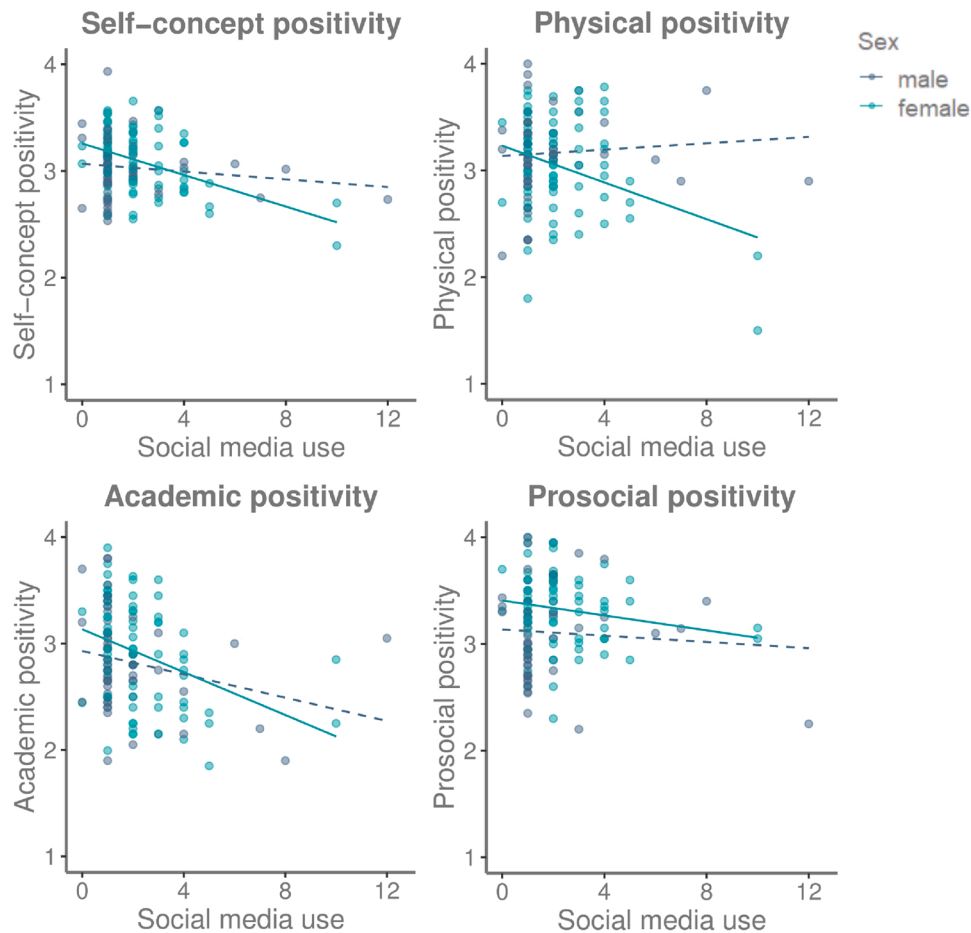 Self−concept positivity
Physical positivity
Sex
male
female
4
3
2
1
Self−concept positivity
0
4
8
12
Social media use
4
3
2
1
Physical positivity
0
4
8
12
Social media use
Academic positivity
Prosocial positivity
4
3
2
1
Academic positivity
0
4
8
12
Social media use
4
3
2
1
Prosocial positivity
0
4
8
12
Social media use